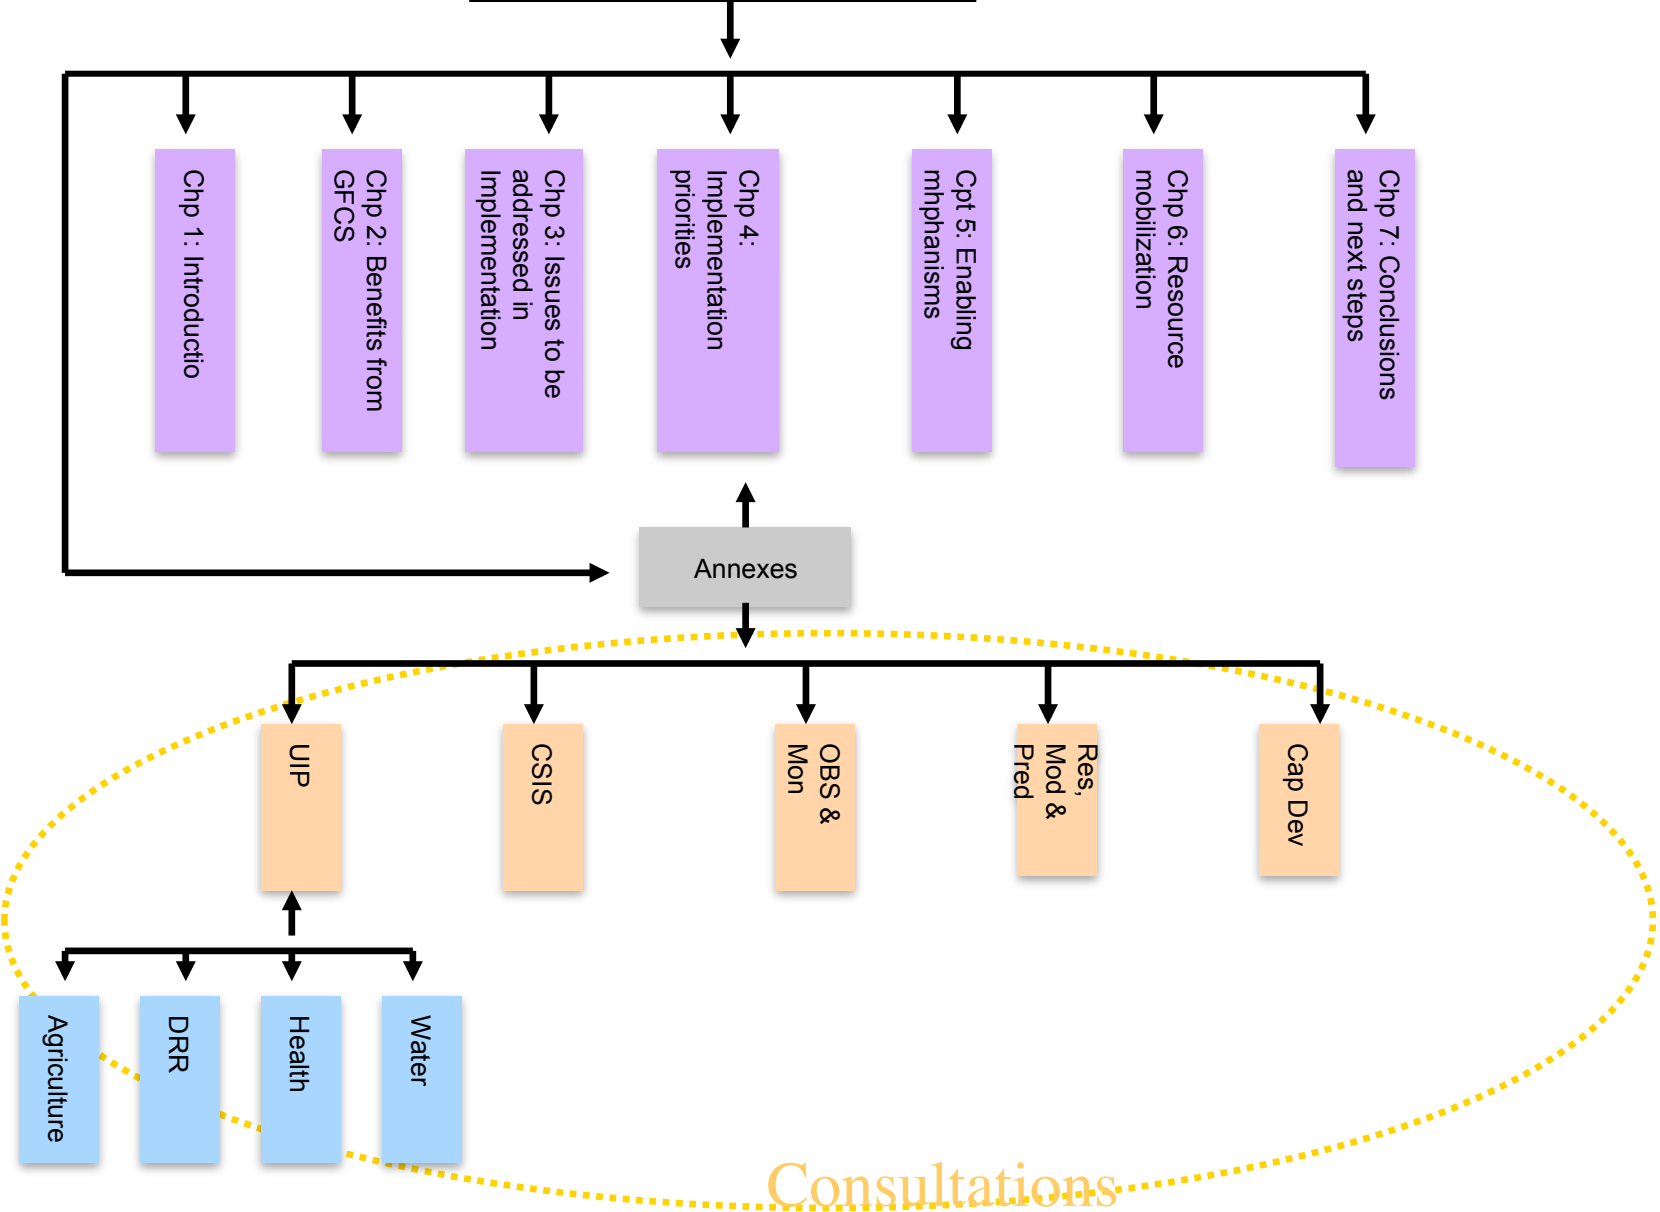 Chp 1: Introductio
Chp 2: Benefits from
GFCS
Chp 3: Issues to be
addressed in
Implementation
Chp 4:
Implementation
priorities
Cpt 5: Enabling
mhphanisms
Chp 6: Resource
mobilization
Chp 7: Conclusions
and next steps
Annexes
UIP
CSIS
OBS &
Mon
Res,
Mod &
Pred
Cap Dev
Agriculture
DRR
Health
Water
Consultations